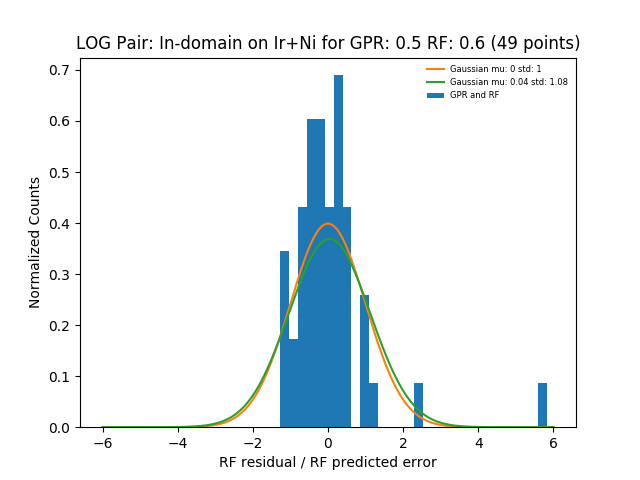 LOG Pair: In-domain on Ir+Ni for GPR: 0.5 RF: 0.6 (49 points)
Gaussian mu: 0 std: 1
Gaussian mu: 0.04 std: 1.08
GPR and RF
Normalized Counts
0.7
0.6
0.5
0.4
0.3
0.2
0.1
0.0
−6 −4 −2 0 2 4 6
RF residual / RF predicted error